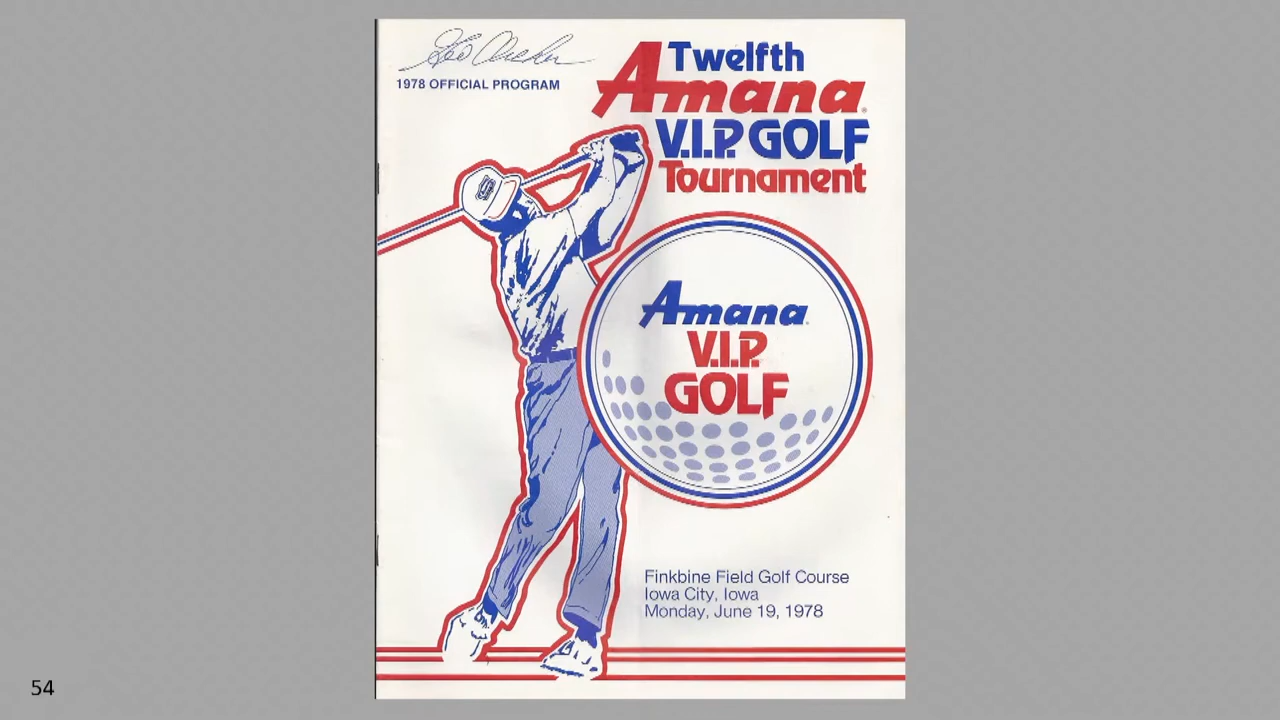 1978 OFFICIAL PROGRAM
Twelfth
Amana®
V.I.P. GOLF
Tournament
Amana®
V.I.P.
GOLF
Finkbine Field Golf Course
Iowa City, Iowa
Monday, June 19, 1978
54